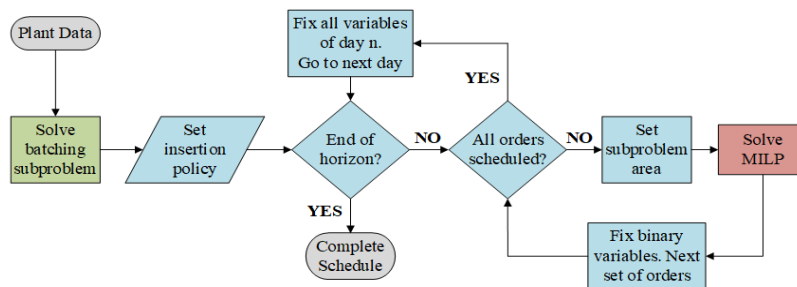 Plant Data
Solve
batching
subproblem
Set
insertion
policy
Fix all variables
of day n.
Go to next day
End of
horizon?
YES
Complete
Schedule
NO
All orders
scheduled?
YES
NO
Set
subproblem
area
Solve
MILP
Fix binary
variables. Next
set of orders